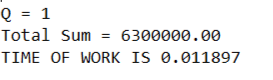 Q = 1
Total Sum = 6300000.00
TIME OF WORK IS 0.011897